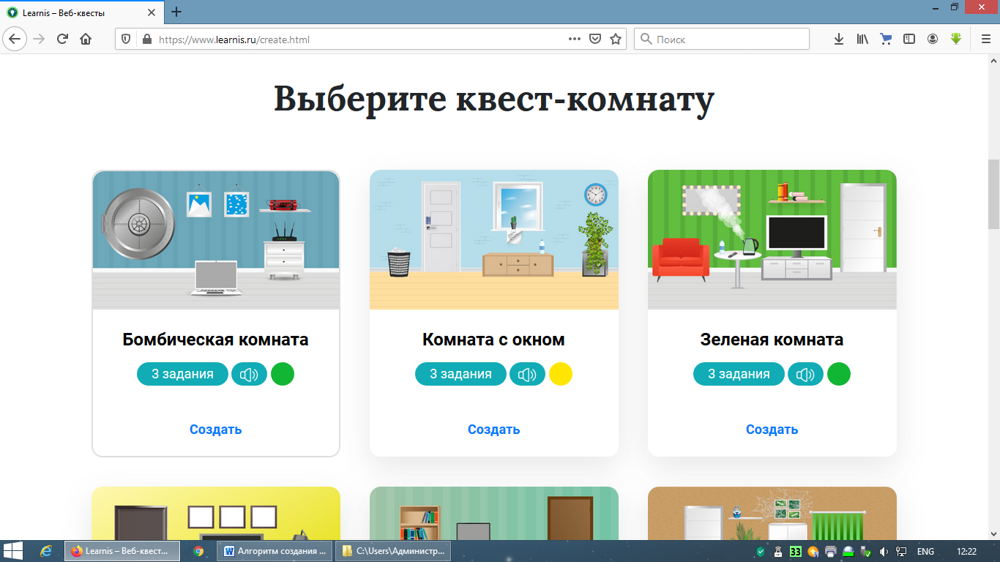 Learnis – Веб-квесты
https://www.learnis.ru/create.html
Поиск
Выберите квест-комнату
Бомбическая комната
3 задания
Создать
Комната с окном
3 задания
Создать
Зеленая комната
3 задания
Создать
Learnis – Веб-квест...
Алгоритм создания ...
C:\Users\Администр...
33
ENG
12:22